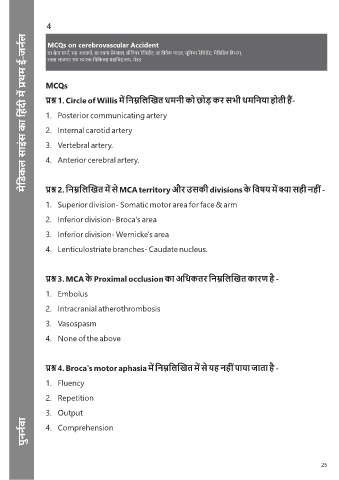 4
MCQs on cerebrovascular Accident
MCQs
प्रश्न 1. Circle of Willis में निम्नलिखित धमनी को छोड़ कर सभी धमनिया होती हैं-
1. Posterior communicating artery
2. Internal carotid artery
3. Vertebral artery.
4. Anterior cerebral artery.
प्रश्न 2. निम्नलिखित में से MCA territory और उसकी divisions के विषय में क्या सही नहीं -
1. Superior division- Somatic motor area for face & arm
2. Inferior division- Broca's area
3. Inferior division- Wernicke's area
4. Lenticulostriate branches- Caudate nucleus.
प्रश्न 3. MCA के Proximal occlusion का अधिकतर निम्नलिखित कारण है -
1. Embolus
2. Intracranial atherothrombosis
3. Vasospasm
4. None of the above
प्रश्न 4. Broca's motor aphasia में निम्नलिखित में से यह नहीं पाया जाता है -
1. Fluency
2. Repetition
3. Output
4. Comprehension
मेडिकल साइंस का हिंदी में प्रथम ई-जर्नल
पुनर्नवा
25